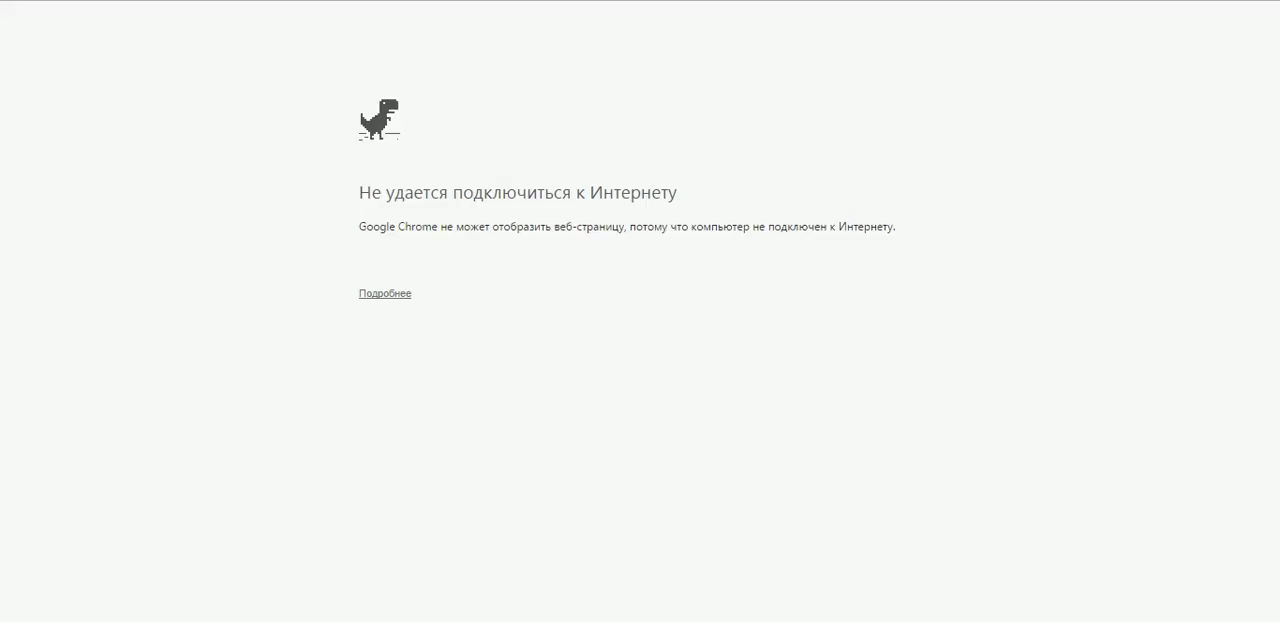 Не удается подключиться к Интернету
Google Chrome не может отобразить веб-страницу, потому что компьютер не подключен к Интернету.
Подробнее